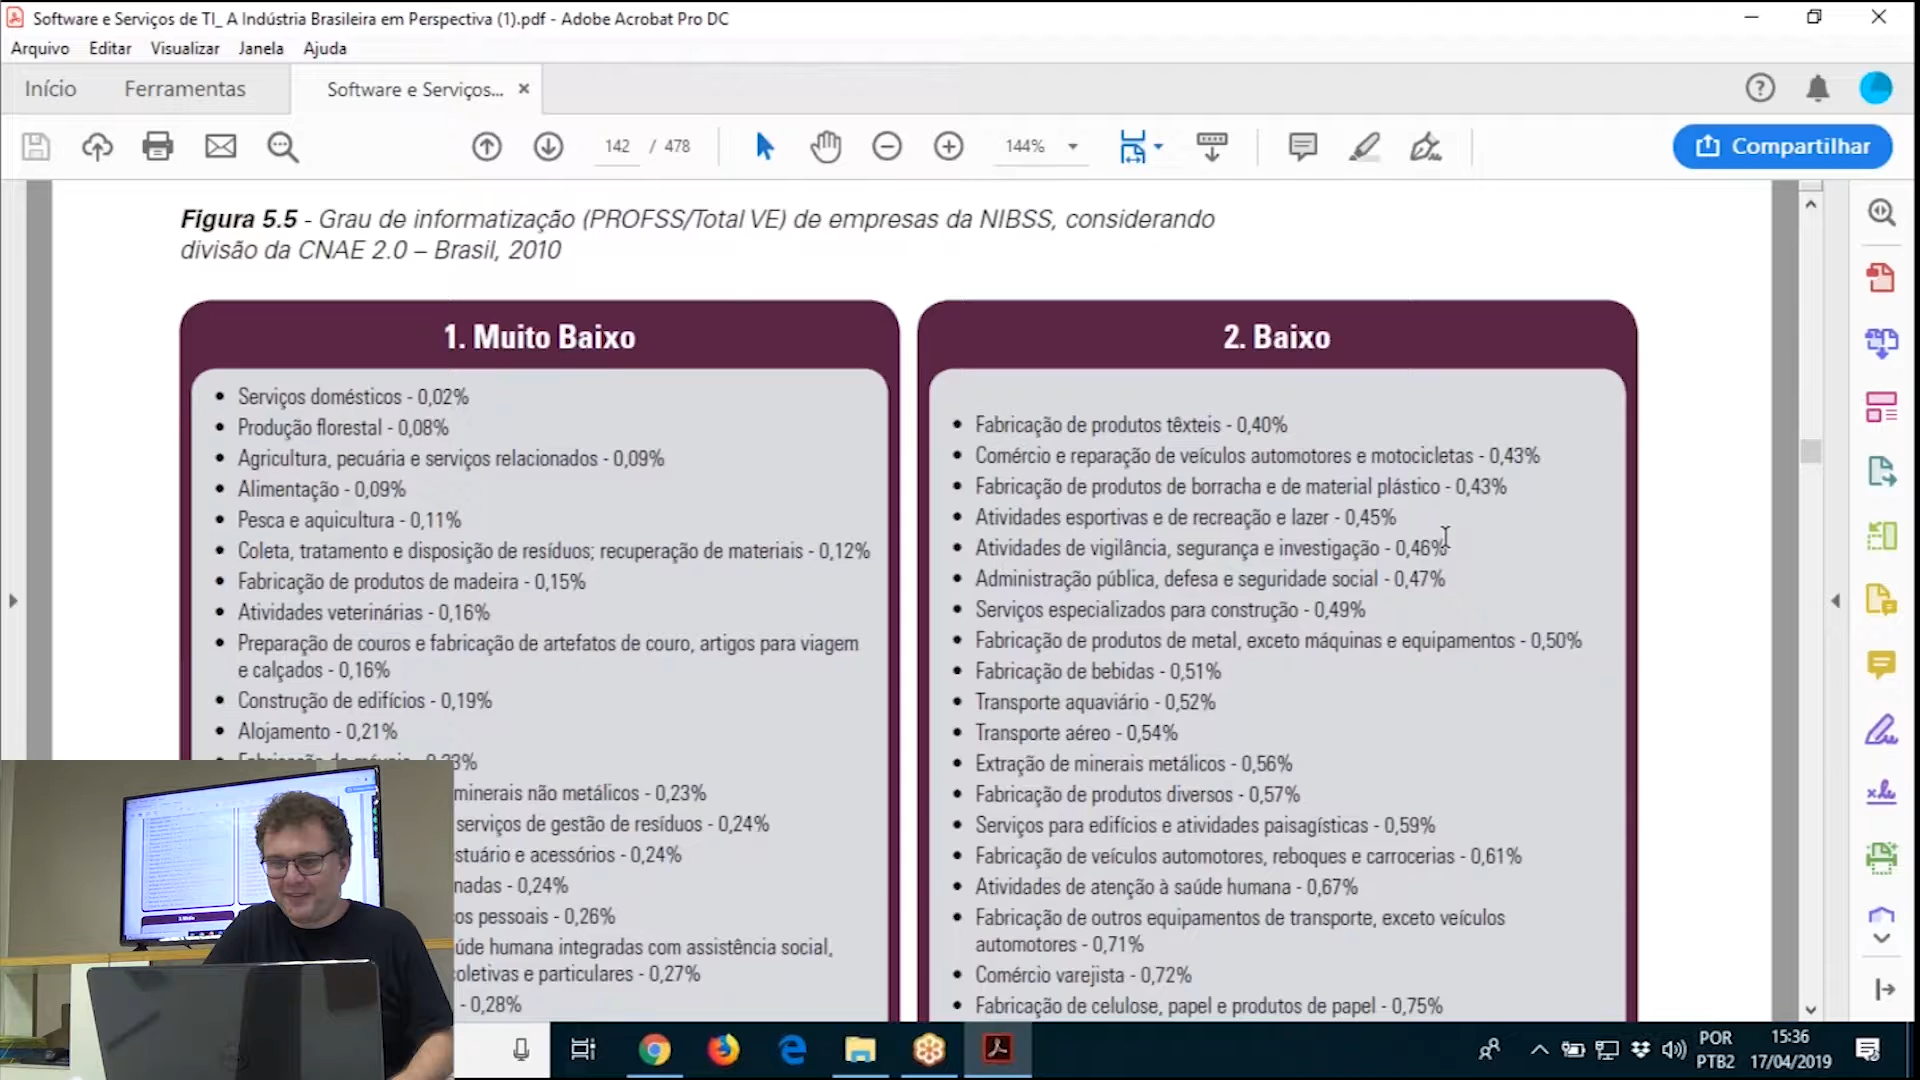 Software e Serviços de TI_ A Indústria Brasileira em Perspectiva (1).pdf - Adobe Acrobat Pro DC
Arquivo Editar Visualizar Janela Ajuda
Início Ferramentas Software e Serviços... ×
142 / 478 144% Compartilhar
Figura 5.5 - Grau de informatização (PROFSS/Total VE) de empresas da NIBSS, considerando
divisão da CNAE 2.0 – Brasil, 2010
1. Muito Baixo
• Serviços domésticos - 0,02%
• Produção florestal - 0,08%
• Agricultura, pecuária e serviços relacionados - 0,09%
• Alimentação - 0,09%
• Pesca e aquicultura - 0,11%
• Coleta, tratamento e disposição de resíduos; recuperação de materiais - 0,12%
• Fabricação de produtos de madeira - 0,15%
• Atividades veterinárias - 0,16%
• Preparação de couros e fabricação de artefatos de couro, artigos para viagem
e calçados - 0,16%
• Construção de edifícios - 0,19%
• Alojamento - 0,21%
minerais não metálicos - 0,23%
serviços de gestão de resíduos - 0,24%
stuário e acessórios - 0,24%
nadas - 0,24%
os pessoais - 0,26%
úde humana integradas com assistência social,
oletivas e particulares - 0,27%
- 0,28%
2. Baixo
• Fabricação de produtos têxteis - 0,40%
• Comércio e reparação de veículos automotores e motocicletas - 0,43%
• Fabricação de produtos de borracha e de material plástico - 0,43%
• Atividades esportivas e de recreação e lazer - 0,45%
• Atividades de vigilância, segurança e investigação - 0,46%
• Administração pública, defesa e seguridade social - 0,47%
• Serviços especializados para construção - 0,49%
• Fabricação de produtos de metal, exceto máquinas e equipamentos - 0,50%
• Fabricação de bebidas - 0,51%
• Transporte aquaviário - 0,52%
• Transporte aéreo - 0,54%
• Extração de minerais metálicos - 0,56%
• Fabricação de produtos diversos - 0,57%
• Serviços para edifícios e atividades paisagísticas - 0,59%
• Fabricação de veículos automotores, reboques e carrocerias - 0,61%
• Atividades de atenção à saúde humana - 0,67%
• Fabricação de outros equipamentos de transporte, exceto veículos
automotores - 0,71%
• Comércio varejista - 0,72%
• Fabricação de celulose, papel e produtos de papel - 0,75%
POR 15:36
PTB2 17/04/2019